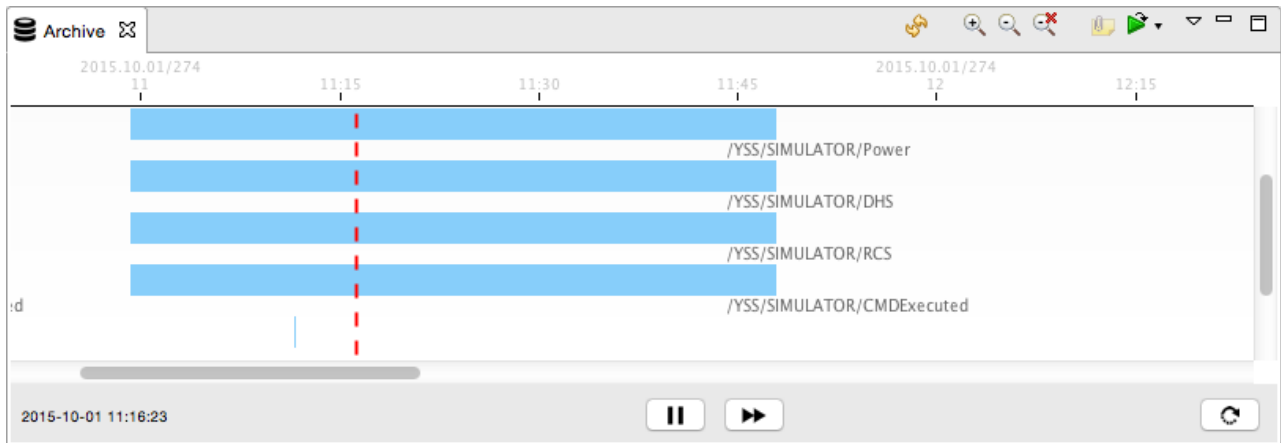 Archive
2015.10.01/274 2015.10.01/274
11 11:15 11:30 11:45 12 12:15
/YSS/SIMULATOR/Power
/YSS/SIMULATOR/DHS
/YSS/SIMULATOR/RCS
:d /YSS/SIMULATOR/CMDExecuted
2015-10-01 11:16:23